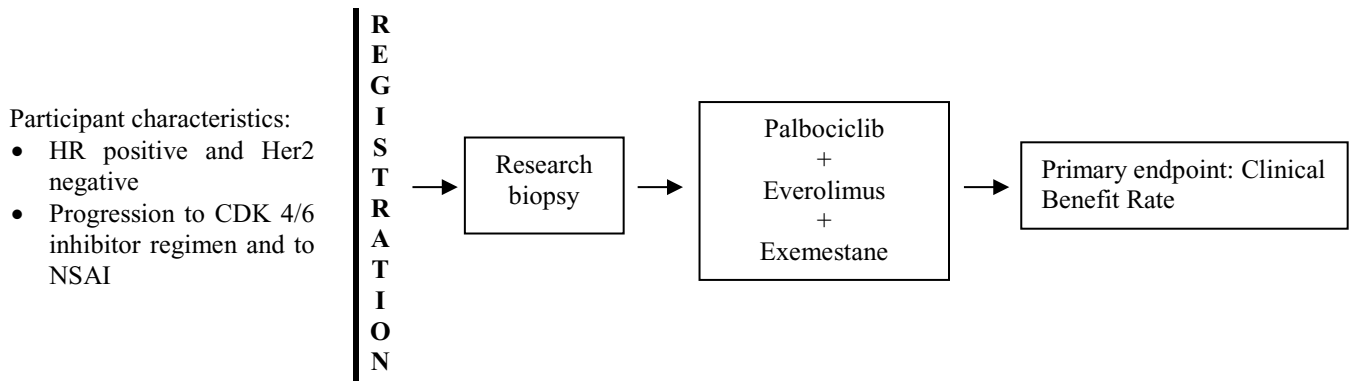 Participant characteristics:
• HR positive and Her2
negative
• Progression to CDK 4/6
inhibitor regimen and to
NSAI
R
E
G
I
S
T
R
A
T
I
O
N
Research
biopsy
Palbociclib
+
Everolimus
+
Exemestane
Primary endpoint: Clinical
Benefit Rate